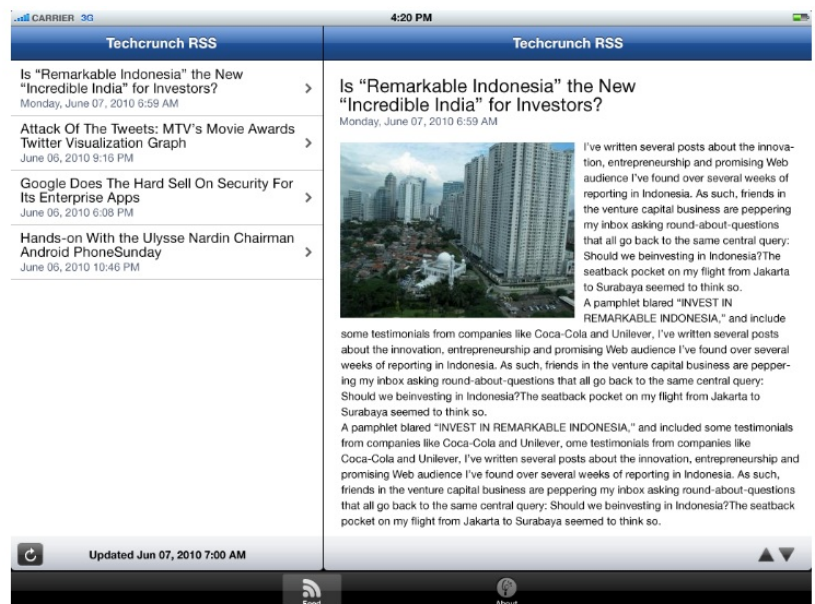 CARRIER 3G
4:20 PM
Techcrunch RSS
Is “Remarkable Indonesia” the New
“Incredible India” for Investors?
Monday, June 07, 2010 6:59 AM
Attack Of The Tweets: MTV’s Movie Awards
Twitter Visualization Graph
June 06, 2010 9:16 PM
Google Does The Hard Sell On Security For
Its Enterprise Apps
June 06, 2010 6:08 PM
Hands-on With the Ulysse Nardin Chairman
Android PhoneSunday
June 06, 2010 10:46 PM
Updated Jun 07, 2010 7:00 AM
Techcrunch RSS
Is “Remarkable Indonesia” the New
“Incredible India” for Investors?
Monday, June 07, 2010 6:59 AM
I’ve written several posts about the innova-
tion, entrepreneurship and promising Web
audience I’ve found over several weeks of
reporting in Indonesia. As such, friends in
the venture capital business are peppering
my inbox asking round-about-questions
that all go back to the same central query:
Should we beinvesting in Indonesia?The
seatback pocket on my flight from Jakarta
to Surabaya seemed to think so.
A pamphlet blared “INVEST IN
REMARKABLE INDONESIA,” and include
some testimonials from companies like Coca-Cola and Unilever, I’ve written several posts
about the innovation, entrepreneurship and promising Web audience I’ve found over several
weeks of reporting in Indonesia. As such, friends in the venture capital business are pepper-
ing my inbox asking round-about-questions that all go back to the same central query:
Should we beinvesting in Indonesia?The seatback pocket on my flight from Jakarta to
Surabaya seemed to think so.
A pamphlet blared “INVEST IN REMARKABLE INDONESIA,” and included some testimonials
from companies like Coca-Cola and Unilever, ome testimonials from companies like
Coca-Cola and Unilever, I’ve written several posts about the innovation, entrepreneurship and
promising Web audience I’ve found over several weeks of reporting in Indonesia. As such,
friends in the venture capital business are peppering my inbox asking round-about-questions
that all go back to the same central query: Should we beinvesting in Indonesia?The seatback
pocket on my flight from Jakarta to Surabaya seemed to think so.
Feed
About